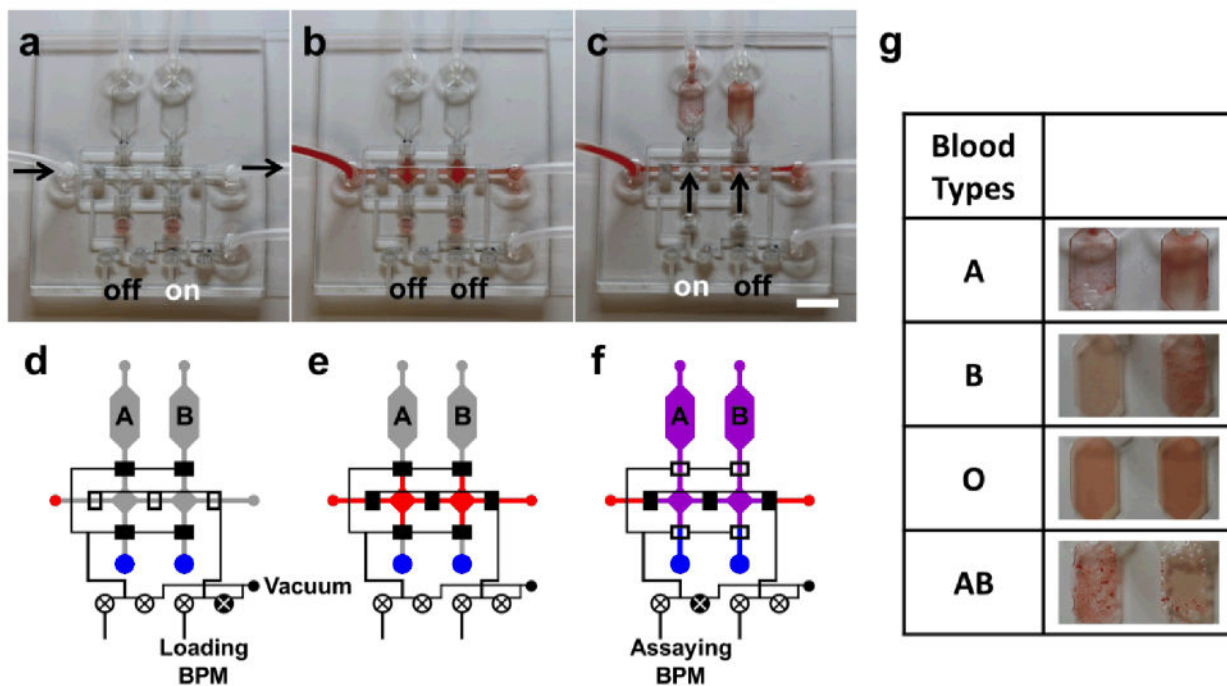 a
b
c
g
off on
off off
on off
Blood
Types
A
B
O
AB
d
e
f
A B
A B
A B
Vacuum
Loading
BPM
Assaying
BPM